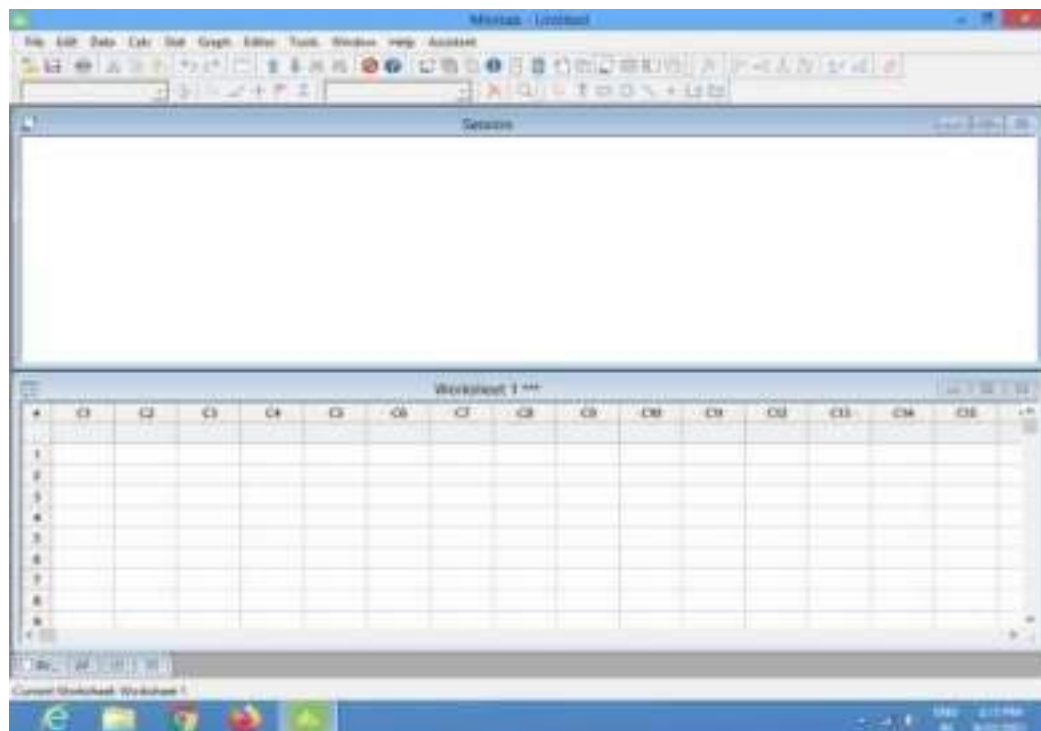 Minitab - Untitled
File Edit Data Calc Stat Graph Editor Tools Window Help Assistant
Session
Worksheet 1 ***
C1 C2 C3 C4 C5 C6 C7 C8 C9 C10 C11 C12 C13 C14 C15
1
2
3
4
5
6
7
8
9
Current Worksheet: Worksheet 1